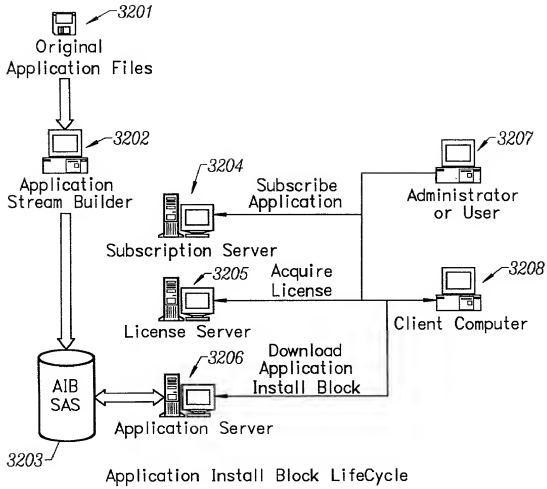 3201
Original
Application Files
3202
Application
Stream Builder
3204
Subscribe
Application
Subscription Server
3207
Administrator
or User
3205
Acquire
License
License Server
3208
Client Computer
3206
Download
Application
Install Block
Application Server
AIB
SAS
3203
Application Install Block LifeCycle